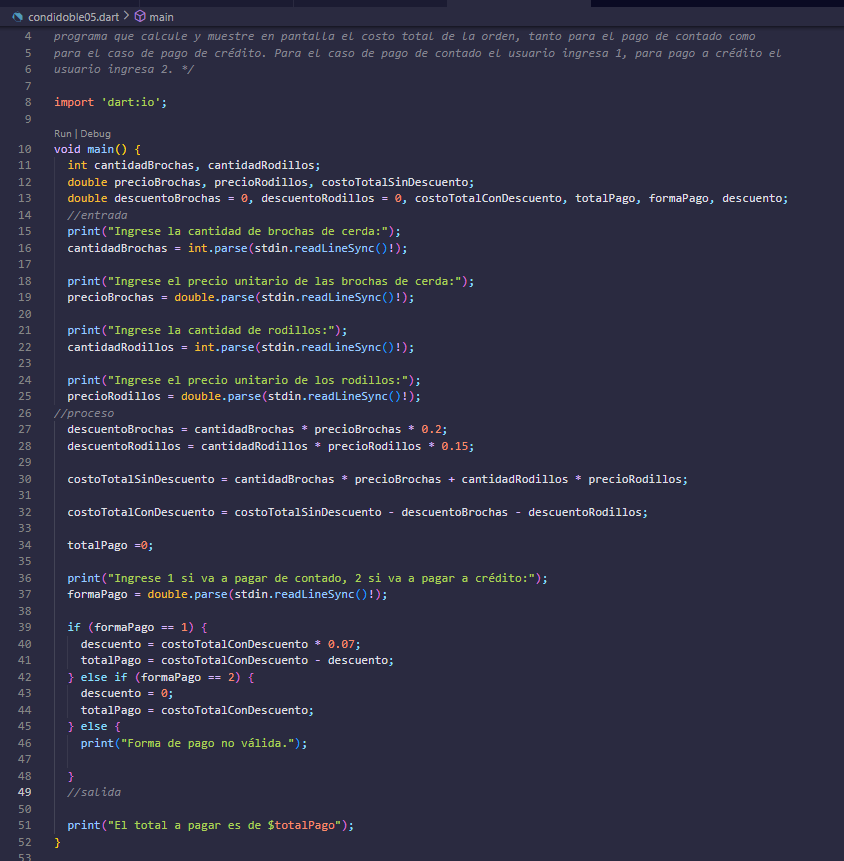 condidoble05.dart > main
4 programa que calcule y muestre en pantalla el costo total de la orden, tanto para el pago de contado como
5 para el caso de pago de crédito. Para el caso de pago de contado el usuario ingresa 1, para pago a crédito el
6 usuario ingresa 2. */
7
8 import 'dart:io';
9
Run | Debug
10 void main() {
11   int cantidadBrochas, cantidadRodillos;
12   double precioBrochas, precioRodillos, costoTotalSinDescuento;
13   double descuentoBrochas = 0, descuentoRodillos = 0, costoTotalConDescuento, totalPago, formaPago, descuento;
14   //entrada
15   print("Ingrese la cantidad de brochas de cerda:");
16   cantidadBrochas = int.parse(stdin.readLineSync()!);
17
18   print("Ingrese el precio unitario de las brochas de cerda:");
19   precioBrochas = double.parse(stdin.readLineSync()!);
20
21   print("Ingrese la cantidad de rodillos:");
22   cantidadRodillos = int.parse(stdin.readLineSync()!);
23
24   print("Ingrese el precio unitario de los rodillos:");
25   precioRodillos = double.parse(stdin.readLineSync()!);
26 //proceso
27   descuentoBrochas = cantidadBrochas * precioBrochas * 0.2;
28   descuentoRodillos = cantidadRodillos * precioRodillos * 0.15;
29
30   costoTotalSinDescuento = cantidadBrochas * precioBrochas + cantidadRodillos * precioRodillos;
31
32   costoTotalConDescuento = costoTotalSinDescuento - descuentoBrochas - descuentoRodillos;
33
34   totalPago =0;
35
36   print("Ingrese 1 si va a pagar de contado, 2 si va a pagar a crédito:");
37   formaPago = double.parse(stdin.readLineSync()!);
38
39   if (formaPago == 1) {
40     descuento = costoTotalConDescuento * 0.07;
41     totalPago = costoTotalConDescuento - descuento;
42   } else if (formaPago == 2) {
43     descuento = 0;
44     totalPago = costoTotalConDescuento;
45   } else {
46     print("Forma de pago no válida.");
47
48   }
49   //salida
50
51   print("El total a pagar es de $totalPago");
52 }
53